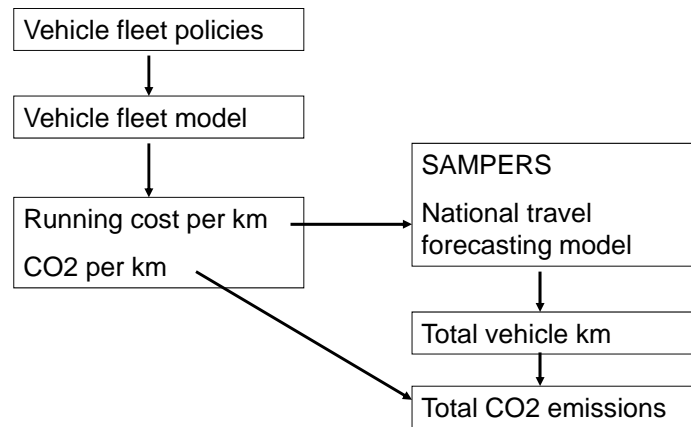 Vehicle fleet policies
Vehicle fleet model
Running cost per km
CO2 per km
SAMPERS
National travel
forecasting model
Total vehicle km
Total CO2 emissions